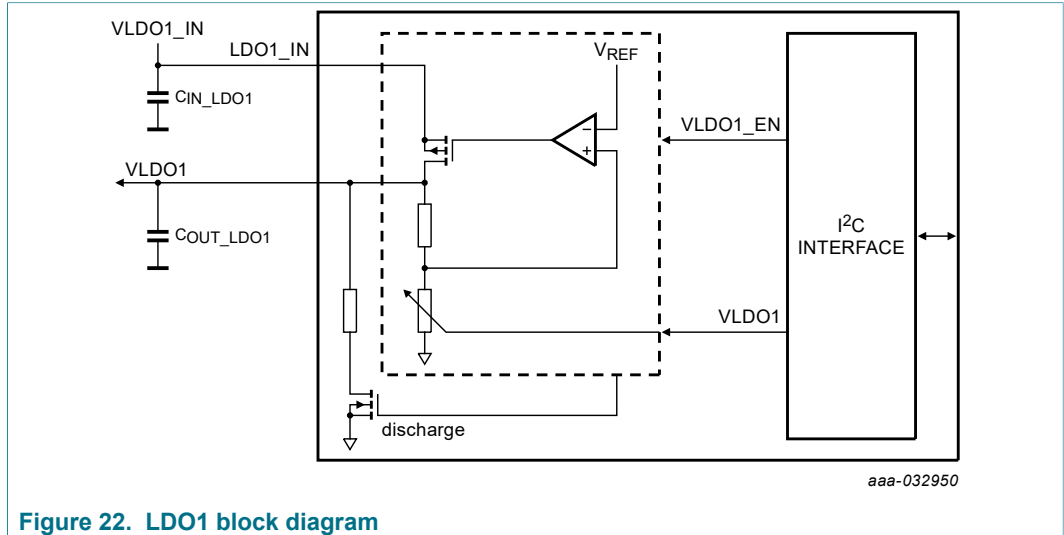 VLDO1_IN
LDO1_IN
VREF
CIN_LDO1
VLDO1_EN
−
+
VLDO1
COUT_LDO1
I2C
INTERFACE
VLDO1
discharge
aaa-032950
Figure 22. LDO1 block diagram